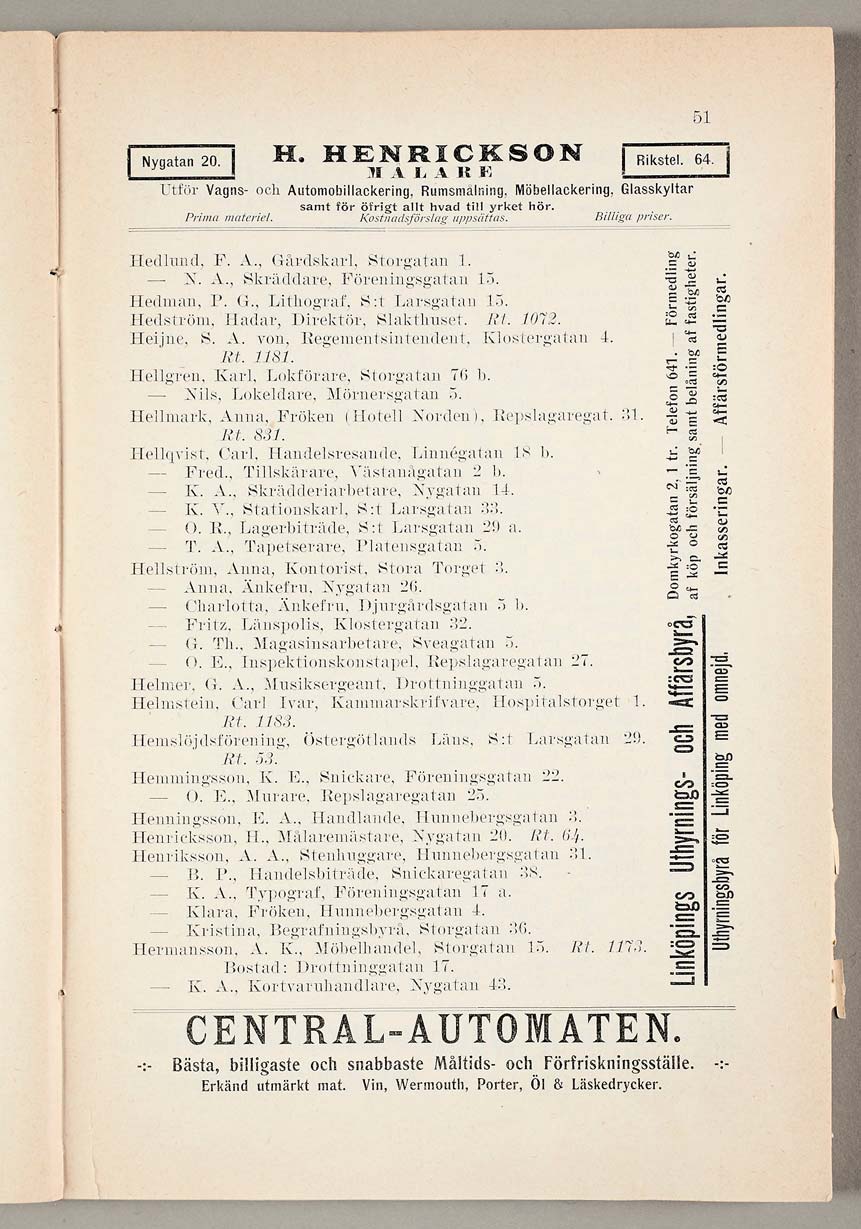 51
Nygatan 20.
H. HENRICKSON
MÅLARE
Rikstel. 64.
Utför Vagns- och Automobillackering, Rumsmålning, Möbellackering, Glasskyltar
samt för öfrigt allt hvad till yrket hör.
Prima materiel. Kostnadsförslag uppsättas. Billiga priser.
Hedlund, F. A., Gårdskarl, Storgatan 1.
— N. A., Skräddare, Föreningsgatan 15.
Hedman, P. G., Lithograf, S:t Larsgatan 15.
Hedström, Hadar, Direktör, Slakthuset. Rt. 1072.
Heijne, S. A. von, Regementsintendent, Klostergatan 4.
Rt. 1181.
Hellgren, Karl, Lokförare, Storgatan 76 b.
— Nils, Lokeldare, Mörnersgatan 5.
Hellmark, Anna, Fröken (Hotell Norden), Repslagaregat. 31.
Rt. 831.
Hellqvist, Carl, Handelsresande, Linnégatan 18 b.
— Fred., Tillskärare, Västanågatan 2 b.
— K. A., Skrädderiarbetare, Nygatan 14.
— K. V., Stationskarl, S:t Larsgatan 33.
— O. R., Lagerbiträde, S:t Larsgatan 29 a.
— T. A., Tapetserare, Platensgatan 5.
Hellström, Anna, Kontorist, Stora Torget 3.
— Anna, Änkefru, Nygatan 26.
— Charlotta, Änkefru, Djurgårdsgatan 5 b.
— Fritz, Länspolis, Klostergatan 32.
— G. Th., Magasinsarbetare, Sveagatan 5.
— O. E., Inspektionskonstapel, Repslagaregatan 27.
Helmer, G. A., Musiksergeant, Drottninggatan 5.
Helmstein, Carl Ivar, Kammarskrifvare, Hospitalstorget 1.
Rt. 1183.
Hemslöjdsförening, Östergötlands Läns, S:t Larsgatan 29.
Rt. 53.
Hemmingsson, K. E., Snickare, Föreningsgatan 22.
— O. E., Murare, Repslagaregatan 25.
Henningsson, E. A., Handlande, Hunnebergsgatan 3.
Henricksson, H., Målaremästare, Nygatan 20. Rt. 64.
Henriksson, A. A., Stenhuggare, Hunnebergsgatan 31.
— B. P., Handelsbiträde, Snickaregatan 38.
— K. A., Typograf, Föreningsgatan 17 a.
— Klara, Fröken, Hunnebergsgatan 4.
— Kristina, Begrafningsbyrå, Storgatan 36.
Hermansson, A. K., Möbelhandel, Storgatan 15. Rt. 1173.
Bostad: Drottninggatan 17.
— K. A., Kortvaruhandlare, Nygatan 43.
Linköpings Uthyrnings- och Affärsbyrå,
Domkyrkogatan 2, 1 tr. Telefon 641. — Förmedling
af köp och försäljning samt belåning af fastigheter.
Uthyrningsbyrå för Linköping med omnejd.
Inkasseringar. — Affärsförmedlingar.
CENTRAL-AUTOMATEN.
-:- Bästa, billigaste och snabbaste Måltids- och Förfriskningsställe. -:-
Erkänd utmärkt mat. Vin, Wermouth, Porter, Öl & Läskedrycker.